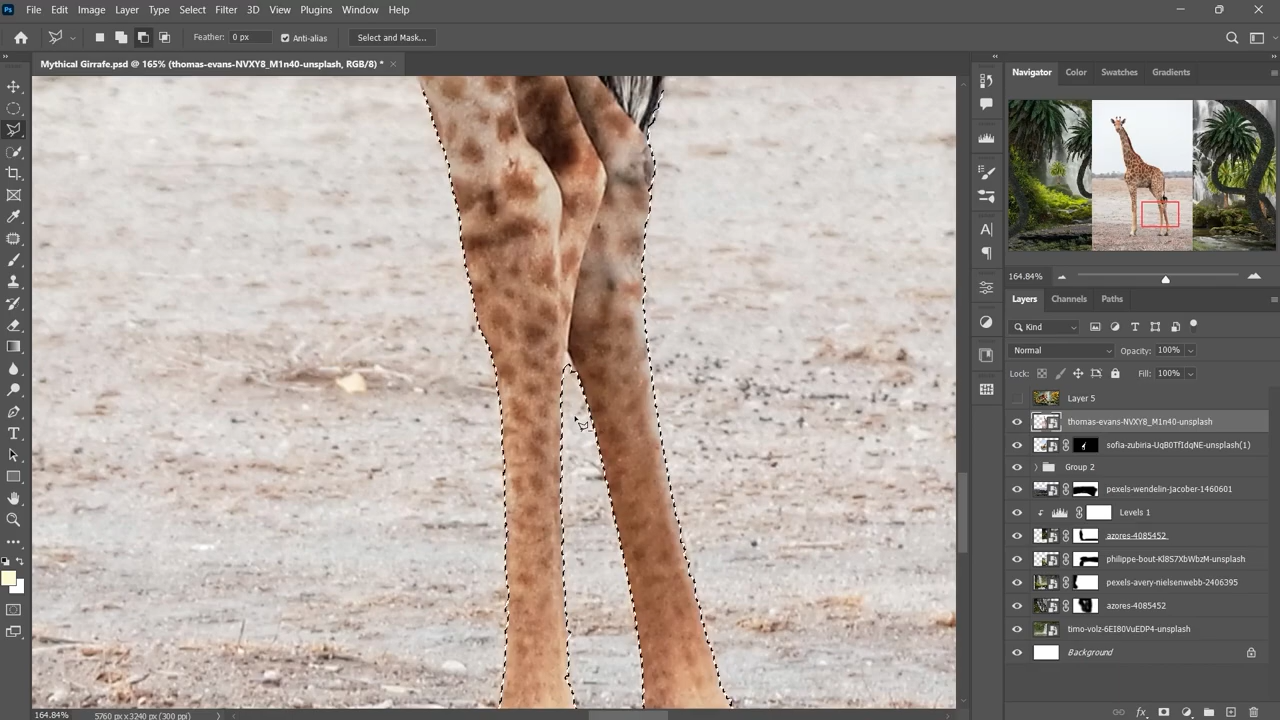 Ps File Edit Image Layer Type Select Filter 3D View Plugins Window Help
Feather: 0 px Anti-alias Select and Mask...
Mythical Girrafe.psd @ 165% (thomas-evans-NVXY8_M1n40-unsplash, RGB/8) *
Navigator Color Swatches Gradients
164.84%
Layers Channels Paths
Kind
Normal Opacity: 100%
Lock: Fill: 100%
Layer 5
thomas-evans-NVXY8_M1n40-unsplash
sofia-zubiria-UqB0TfIdqNE-unsplash(1)
Group 2
pexels-wendelin-jacober-1460601
Levels 1
azores-4085452
philippe-bout-Kl8S7XbWbzM-unsplash
pexels-avery-nielsenwebb-2406395
azores-4085452
timo-volz-6EI80VuEDP4-unsplash
Background
164.84% 5760 px x 3240 px (300 ppi)